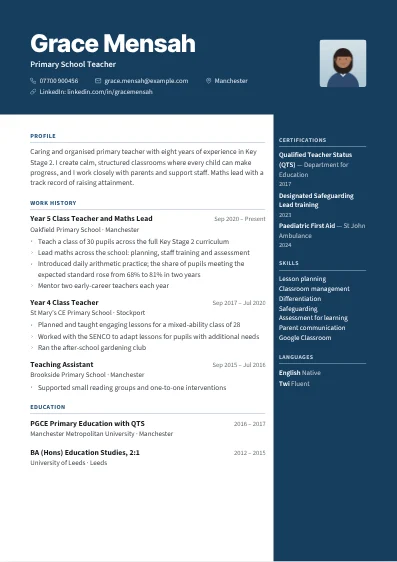 Grace Mensah
Primary School Teacher
07700 900456
grace.mensah@example.com
Manchester
LinkedIn: linkedin.com/in/gracemensah
PROFILE
Caring and organised primary teacher with eight years of experience in Key
Stage 2. I create calm, structured classrooms where every child can make
progress, and I work closely with parents and support staff. Maths lead with a
track record of raising attainment.
WORK HISTORY
Year 5 Class Teacher and Maths Lead Sep 2020 – Present
Oakfield Primary School · Manchester
· Teach a class of 30 pupils across the full Key Stage 2 curriculum
· Lead maths across the school: planning, staff training and assessment
· Introduced daily arithmetic practice; the share of pupils meeting the
expected standard rose from 68% to 81% in two years
· Mentor two early-career teachers each year
Year 4 Class Teacher Sep 2017 – Jul 2020
St Mary's CE Primary School · Stockport
· Planned and taught engaging lessons for a mixed-ability class of 28
· Worked with the SENCO to adapt lessons for pupils with additional needs
· Ran the after-school gardening club
Teaching Assistant Sep 2015 – Jul 2016
Brookside Primary School · Manchester
· Supported small reading groups and one-to-one interventions
EDUCATION
PGCE Primary Education with QTS 2016 – 2017
Manchester Metropolitan University · Manchester
BA (Hons) Education Studies, 2:1 2012 – 2015
University of Leeds · Leeds
CERTIFICATIONS
Qualified Teacher Status
(QTS) — Department for
Education
2017
Designated Safeguarding
Lead training
2023
Paediatric First Aid — St John
Ambulance
2024
SKILLS
Lesson planning
Classroom management
Differentiation
Safeguarding
Assessment for learning
Parent communication
Google Classroom
LANGUAGES
English Native
Twi Fluent